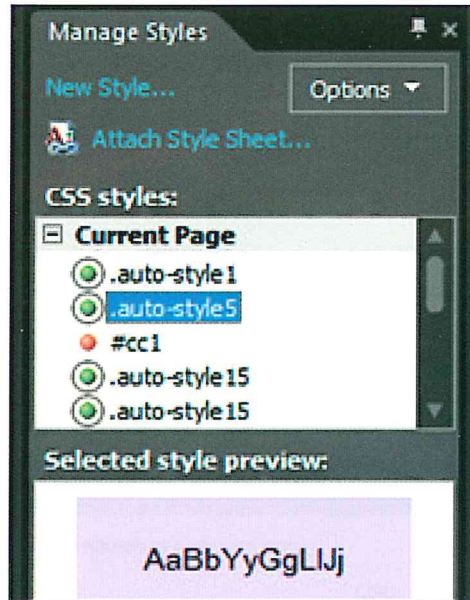 Manage Styles
New Style...
Options
Attach Style Sheet...
CSS styles:
Current Page
.auto-style1
.auto-style5
#cc1
.auto-style15
.auto-style15
Selected style preview:
AaBbYyGgLlJj